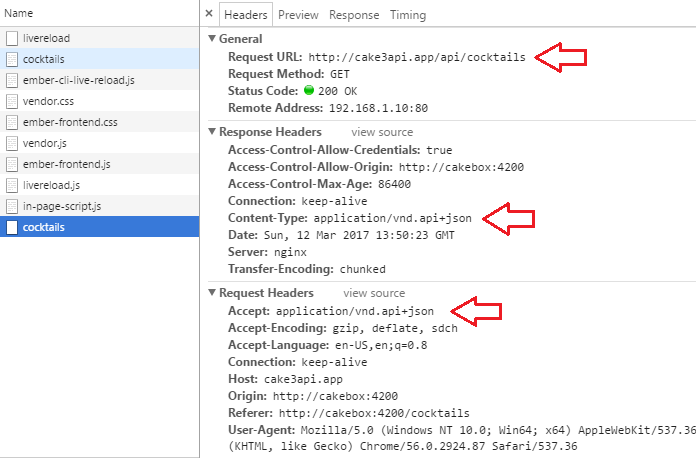 Name
livereload
cocktails
ember-cli-live-reload.js
vendor.css
ember-frontend.css
vendor.js
ember-frontend.js
livereload.js
in-page-script.js
cocktails
× Headers Preview Response Timing
▼ General
Request URL: http://cake3api.app/api/cocktails
Request Method: GET
Status Code: 200 OK
Remote Address: 192.168.1.10:80
▼ Response Headers view source
Access-Control-Allow-Credentials: true
Access-Control-Allow-Origin: http://cakebox:4200
Access-Control-Max-Age: 86400
Connection: keep-alive
Content-Type: application/vnd.api+json
Date: Sun, 12 Mar 2017 13:50:23 GMT
Server: nginx
Transfer-Encoding: chunked
▼ Request Headers view source
Accept: application/vnd.api+json
Accept-Encoding: gzip, deflate, sdch
Accept-Language: en-US,en;q=0.8
Connection: keep-alive
Host: cake3api.app
Origin: http://cakebox:4200
Referer: http://cakebox:4200/cocktails
User-Agent: Mozilla/5.0 (Windows NT 10.0; Win64; x64) AppleWebKit/537.36
(KHTML, like Gecko) Chrome/56.0.2924.87 Safari/537.36